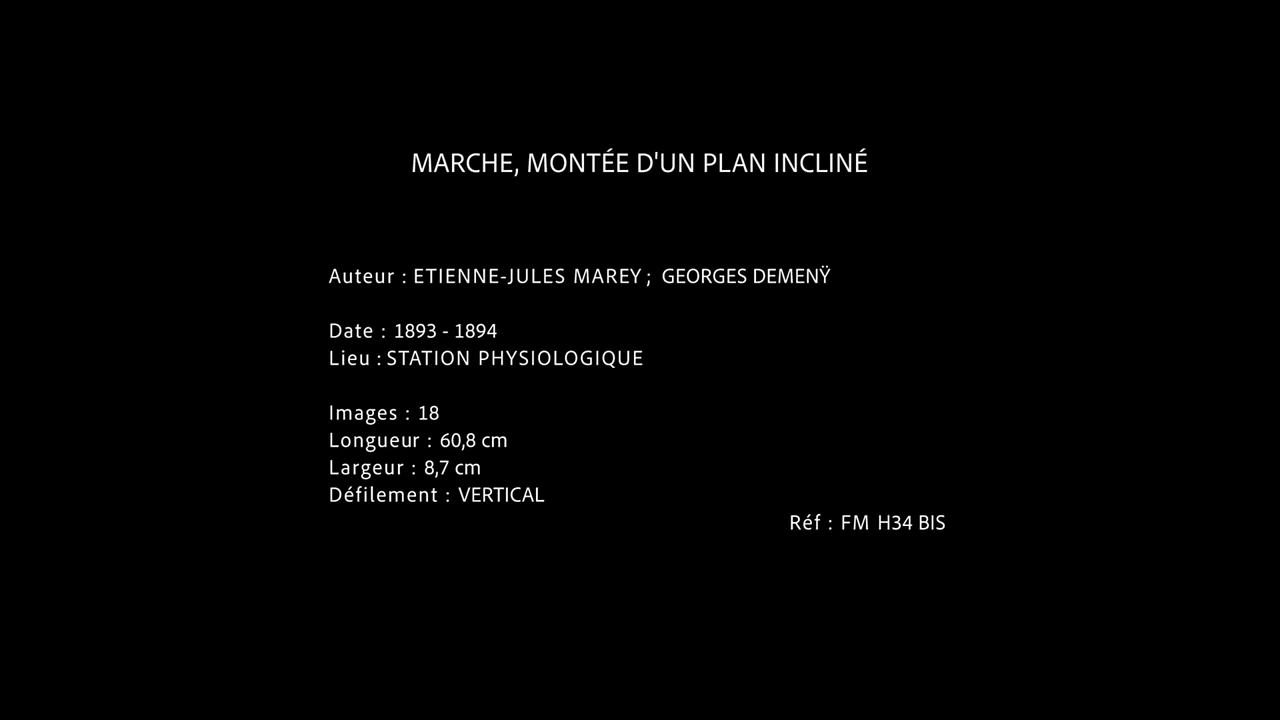 MARCHE, MONTÉE D'UN PLAN INCLINÉ
Auteur : ETIENNE-JULES MAREY ; GEORGES DEMENŸ
Date : 1893 - 1894
Lieu : STATION PHYSIOLOGIQUE
Images : 18
Longueur : 60,8 cm
Largeur : 8,7 cm
Défilement : VERTICAL
Réf : FM H34 BIS